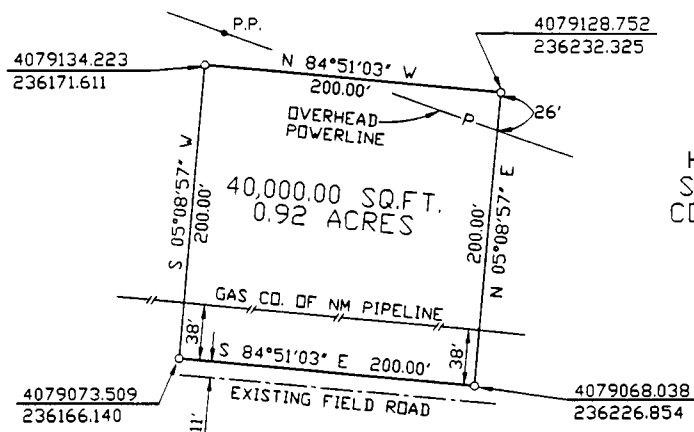 P.P.
4079128.752
236232.325
4079134.223
236171.611
N 84°51'03" W
200.00'
OVERHEAD
POWERLINE
P
26'
S 05°08'57" W
200.00'
40,000.00 SQ.FT.
0.92 ACRES
200.00'
N 05°08'57" E
GAS CO. OF NM PIPELINE
38'
S 84°51'03" E 200.00'
38'
4079073.509
236166.140
EXISTING FIELD ROAD
11'
4079068.038
236226.854